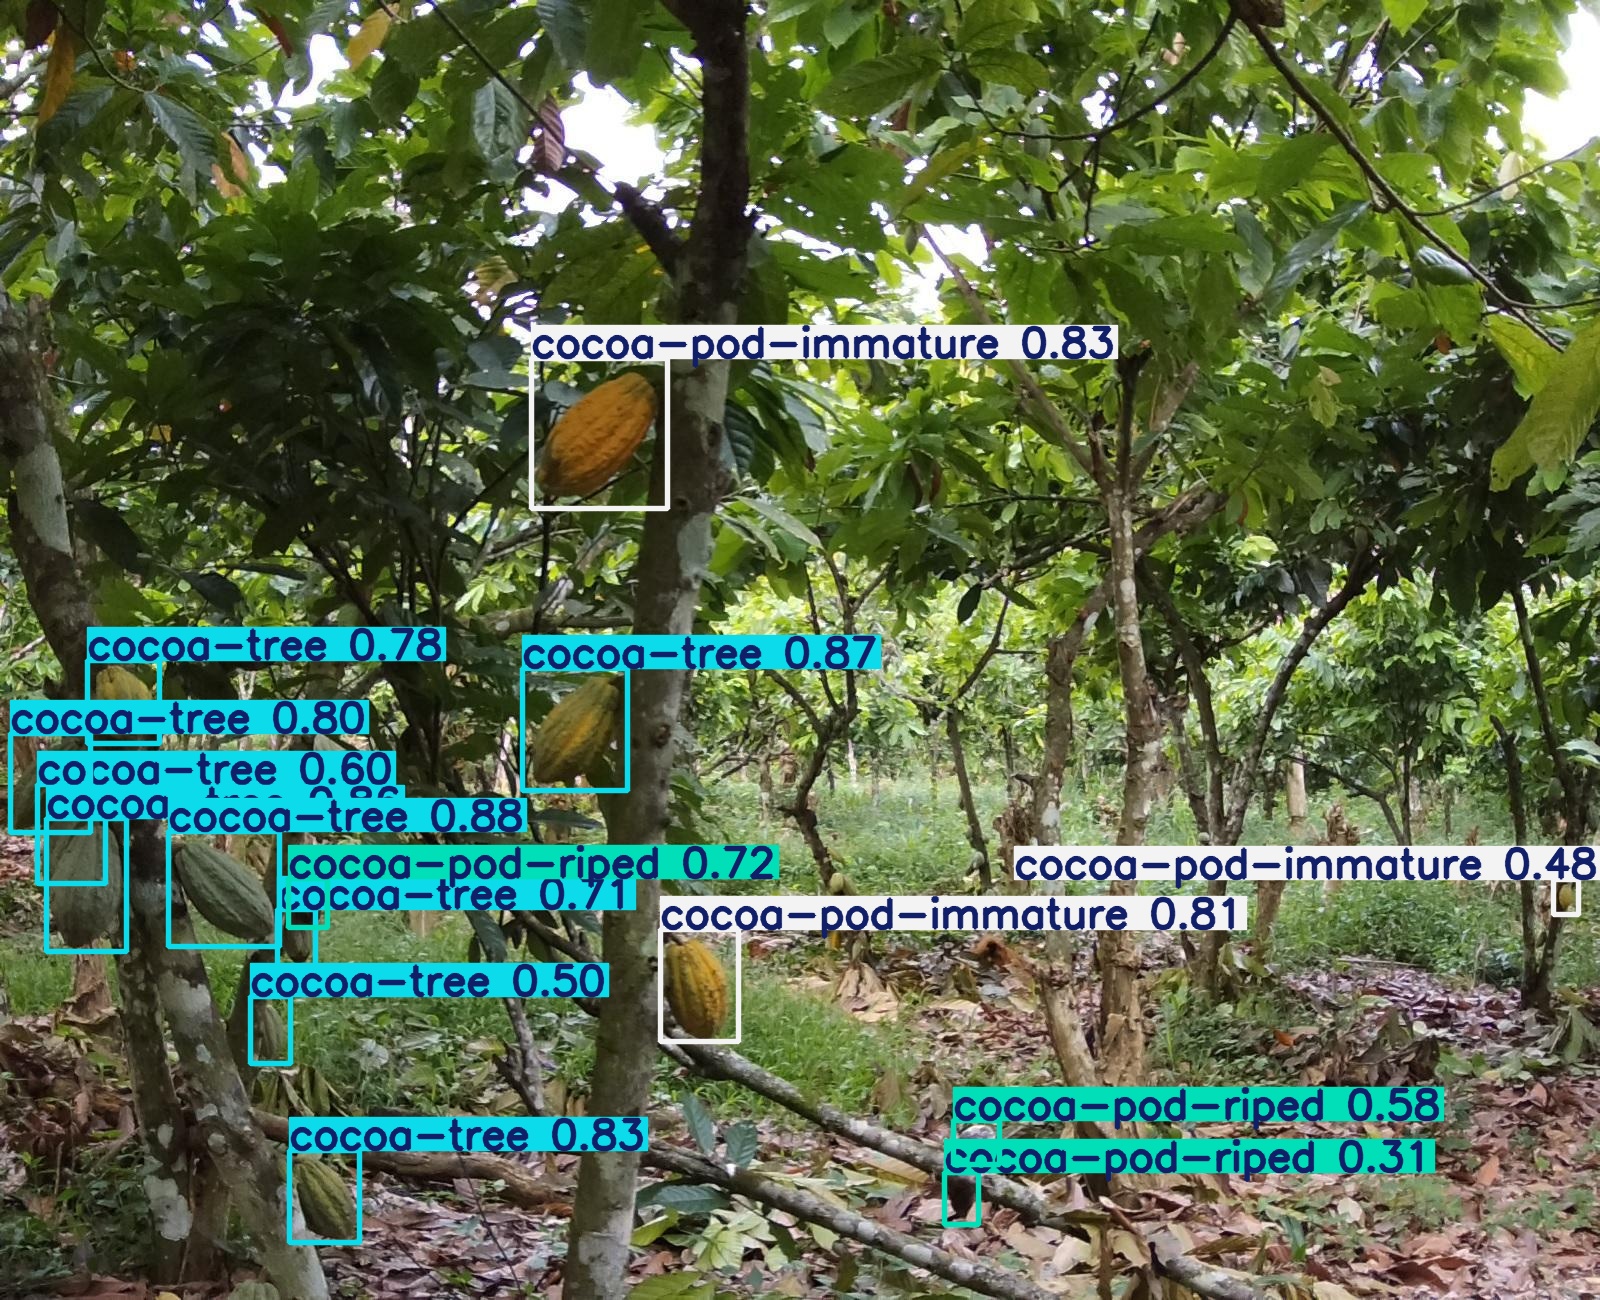 cocoa-pod-immature 0.83
cocoa-tree 0.78
cocoa-tree 0.87
cocoa-tree 0.80
cocoa-tree 0.60
cocoa-tree 0.86
cocoa-tree 0.88
cocoa-pod-riped 0.72
cocoa-pod-immature 0.48
cocoa-tree 0.71
cocoa-pod-immature 0.81
cocoa-tree 0.50
cocoa-pod-riped 0.58
cocoa-tree 0.83
cocoa-pod-riped 0.31